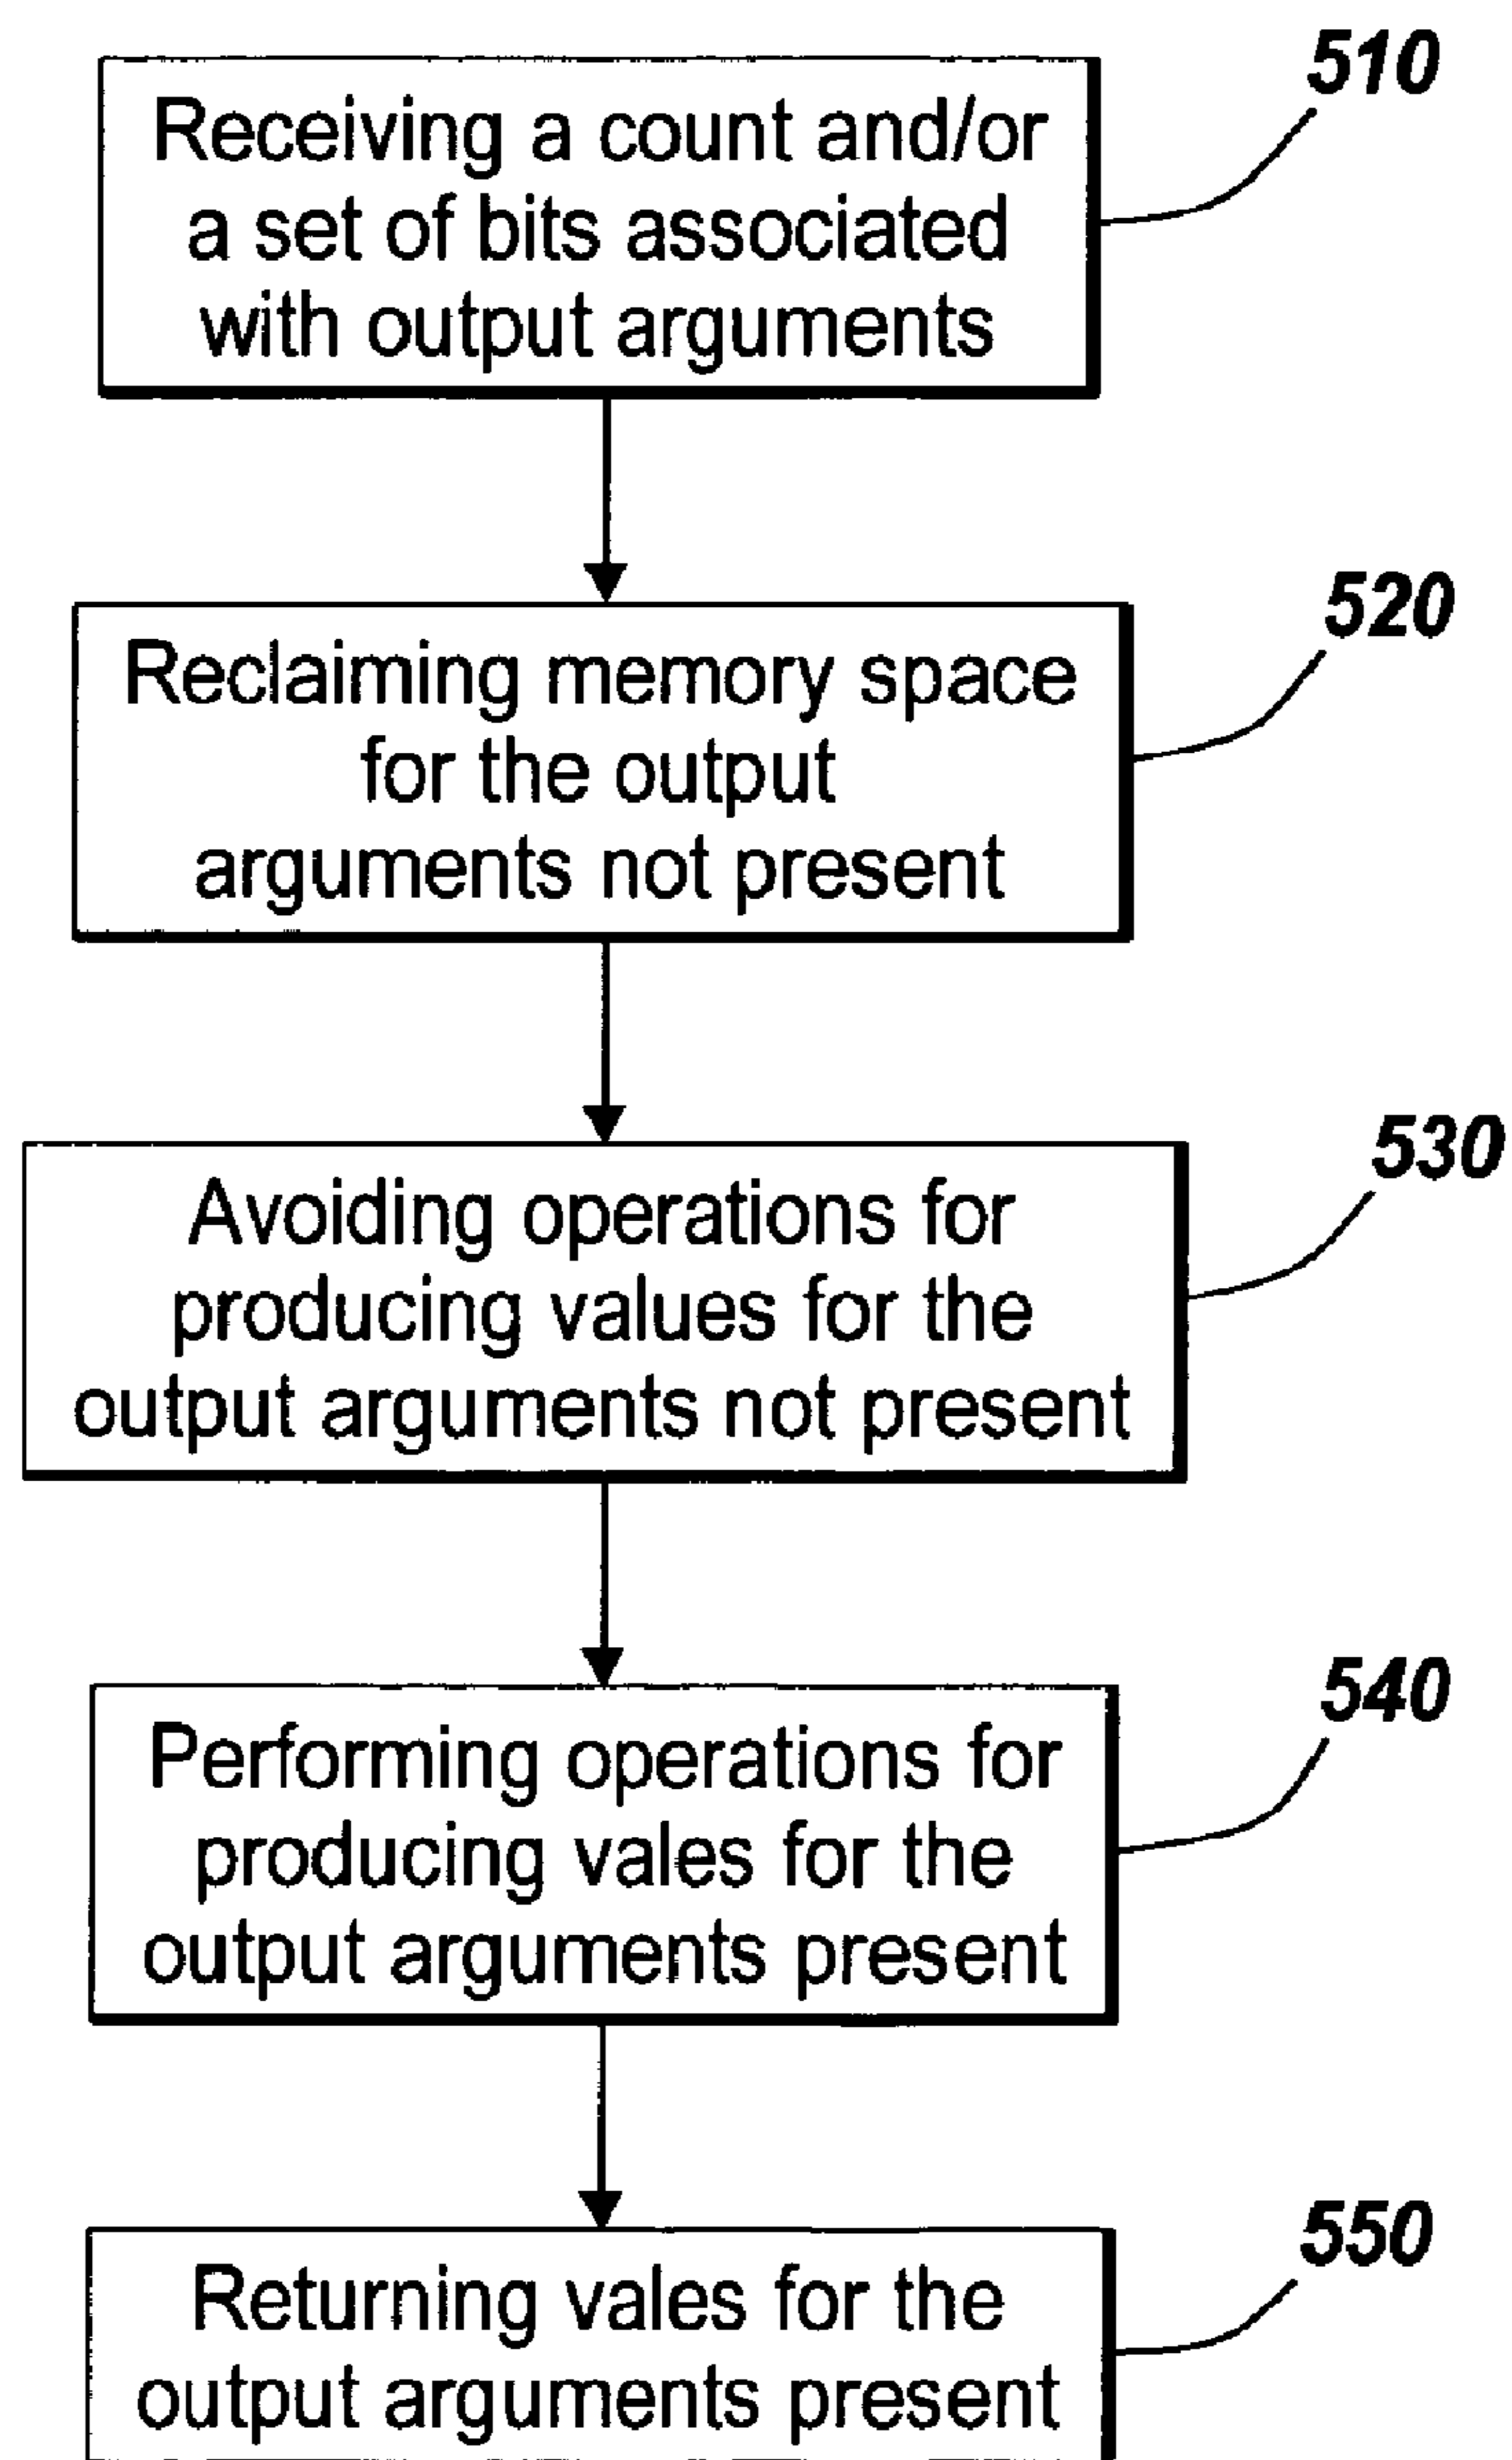 510
Receiving a count and/or
a set of bits associated
with output arguments
520
Reclaiming memory space
for the output
arguments not present
530
Avoiding operations for
producing values for the
output arguments not present
540
Performing operations for
producing vales for the
output arguments present
550
Returning vales for the
output arguments present